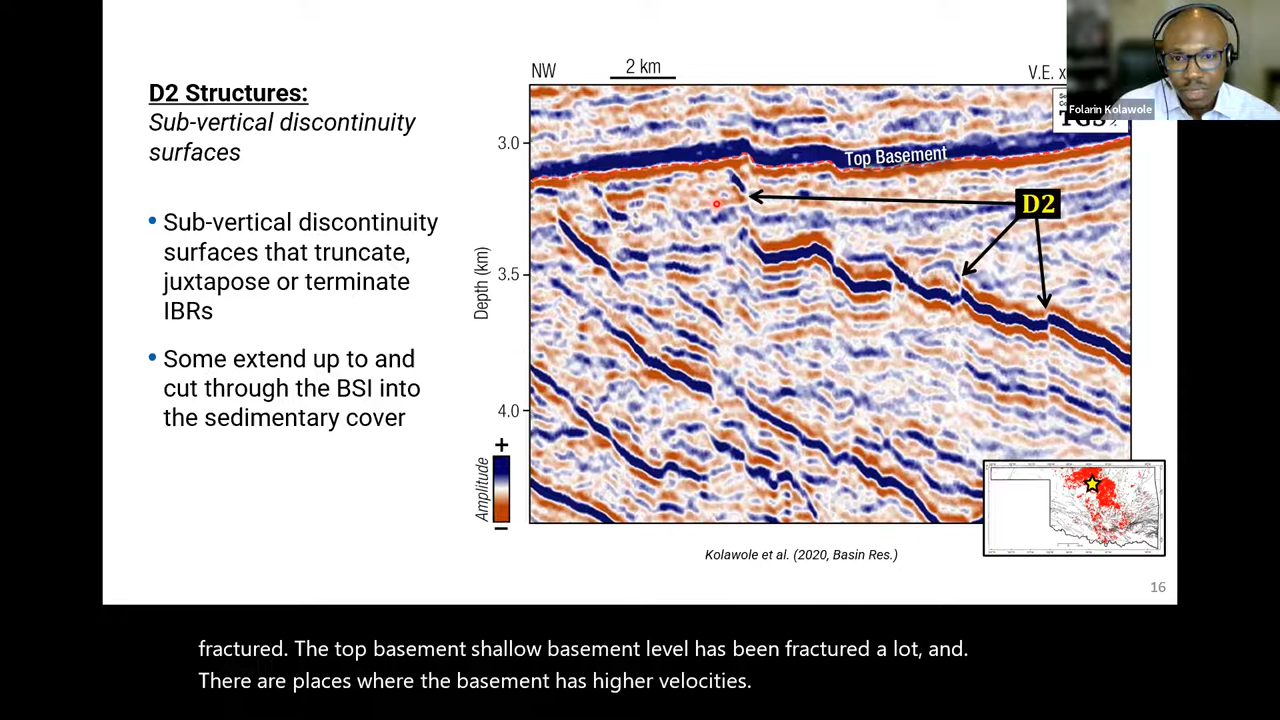 D2 Structures:
Sub-vertical discontinuity
surfaces
• Sub-vertical discontinuity
surfaces that truncate,
juxtapose or terminate
IBRs
• Some extend up to and
cut through the BSI into
the sedimentary cover
NW
2 km
V.E. x
Folarin Kolawole
TGS
3.0
Top Basement
D2
Depth (km)
3.5
4.0
+
Amplitude
−
Kolawole et al. (2020, Basin Res.)
16
fractured. The top basement shallow basement level has been fractured a lot, and.
There are places where the basement has higher velocities.